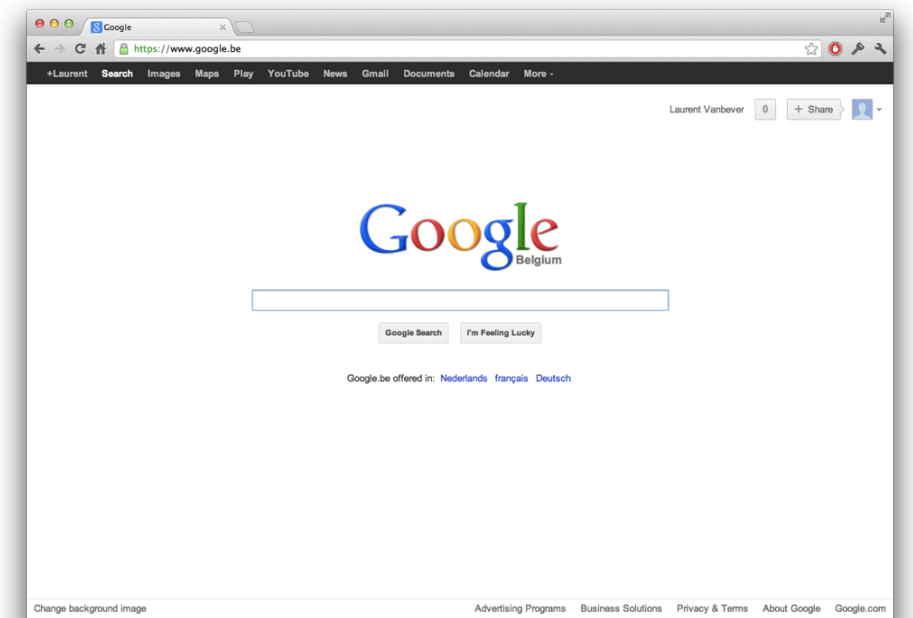 Google
https://www.google.be
+Laurent Search Images Maps Play YouTube News Gmail Documents Calendar More
Laurent Vanbever 0 + Share
Google
Belgium
Google Search I'm Feeling Lucky
Google.be offered in: Nederlands français Deutsch
Change background image Advertising Programs Business Solutions Privacy & Terms About Google Google.com